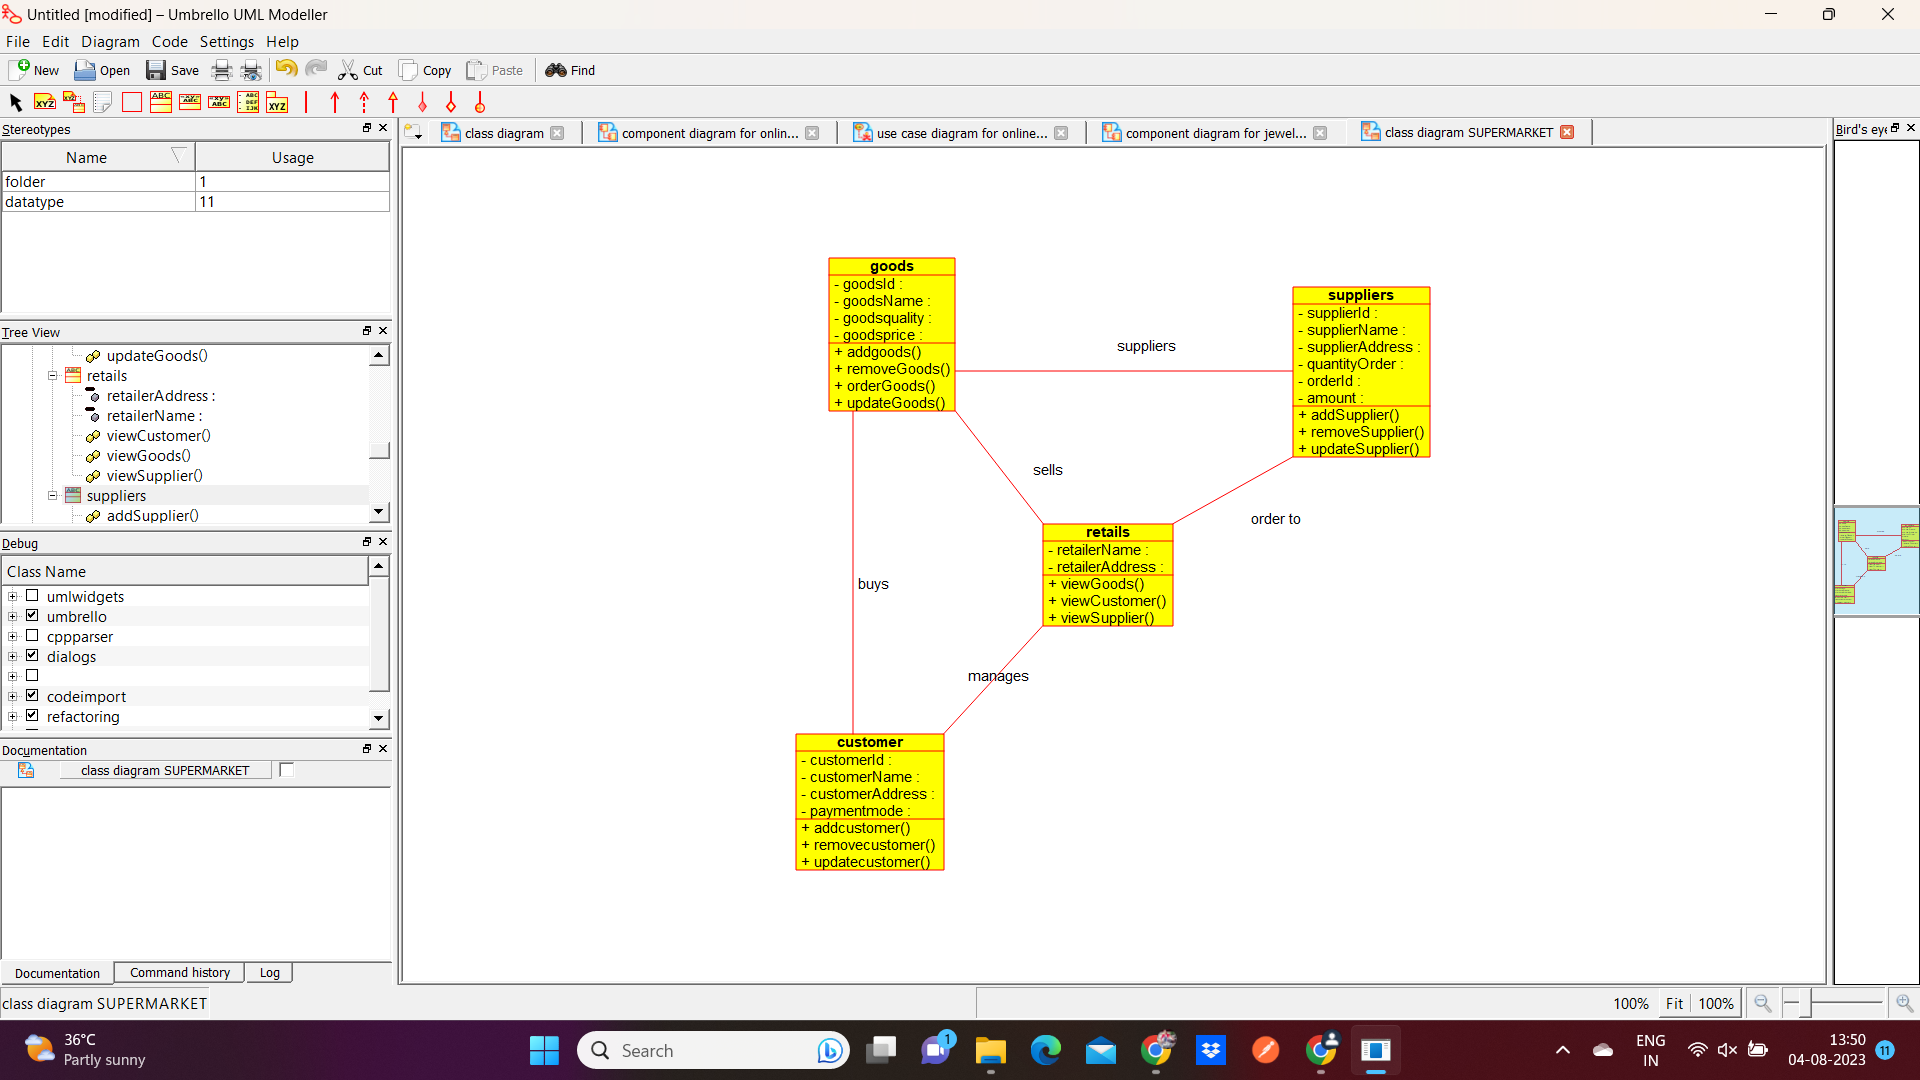 Untitled [modified] – Umbrello UML Modeller
File Edit Diagram Code Settings Help
New Open Save Cut Copy Paste Find
Stereotypes
Name Usage
folder 1
datatype 11
Tree View
updateGoods()
retails
retailerAddress :
retailerName :
viewCustomer()
viewGoods()
viewSupplier()
suppliers
addSupplier()
Debug
Class Name
umlwidgets
umbrello
cppparser
dialogs
codeimport
refactoring
Documentation
class diagram SUPERMARKET
Documentation Command history Log
class diagram component diagram for onlin... use case diagram for online... component diagram for jewel... class diagram SUPERMARKET
Bird's eye
goods
- goodsId :
- goodsName :
- goodsquality :
- goodsprice :
+ addgoods()
+ removeGoods()
+ orderGoods()
+ updateGoods()
suppliers
suppliers
- supplierId :
- supplierName :
- supplierAddress :
- quantityOrder :
- orderId :
- amount :
+ addSupplier()
+ removeSupplier()
+ updateSupplier()
sells
order to
retails
- retailerName :
- retailerAddress :
+ viewGoods()
+ viewCustomer()
+ viewSupplier()
buys
manages
customer
- customerId :
- customerName :
- customerAddress :
- paymentmode :
+ addcustomer()
+ removecustomer()
+ updatecustomer()
class diagram SUPERMARKET
100% Fit 100%
36°C
Partly sunny
Search
1
ENG
IN
13:50
04-08-2023
11